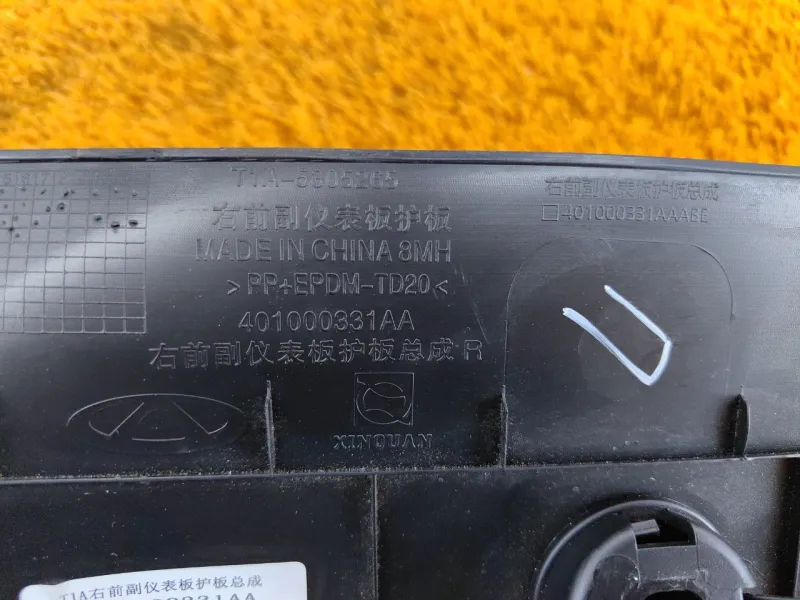 T1A-5305265
右前副仪表板护板
MADE IN CHINA 8MH
>PP+EPDM-TD20<
401000331AA
右前副仪表板护板总成 R
XINQUAN
右前副仪表板护板总成
□401000331AAABE
T1A右前副仪表板护板总成